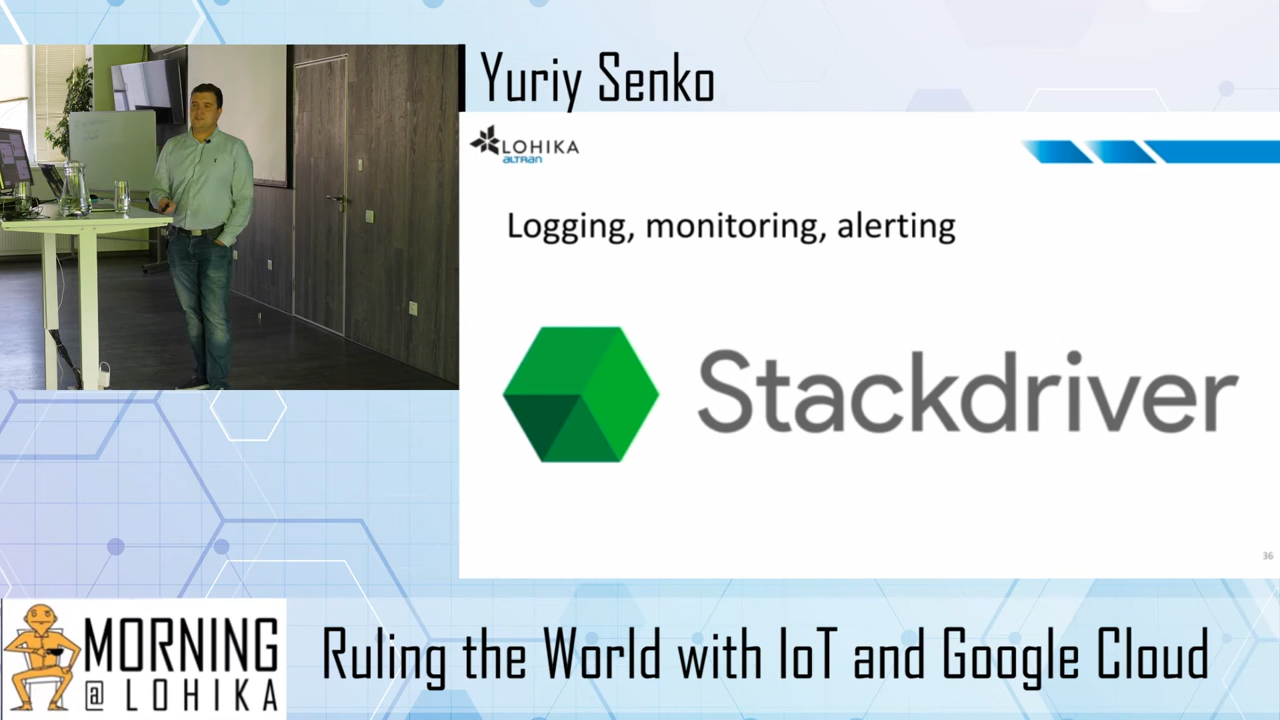 Yuriy Senko
LOHIKA
altran
Logging, monitoring, alerting
Stackdriver
36
MORNING
@ LOHIKA
Ruling the World with IoT and Google Cloud